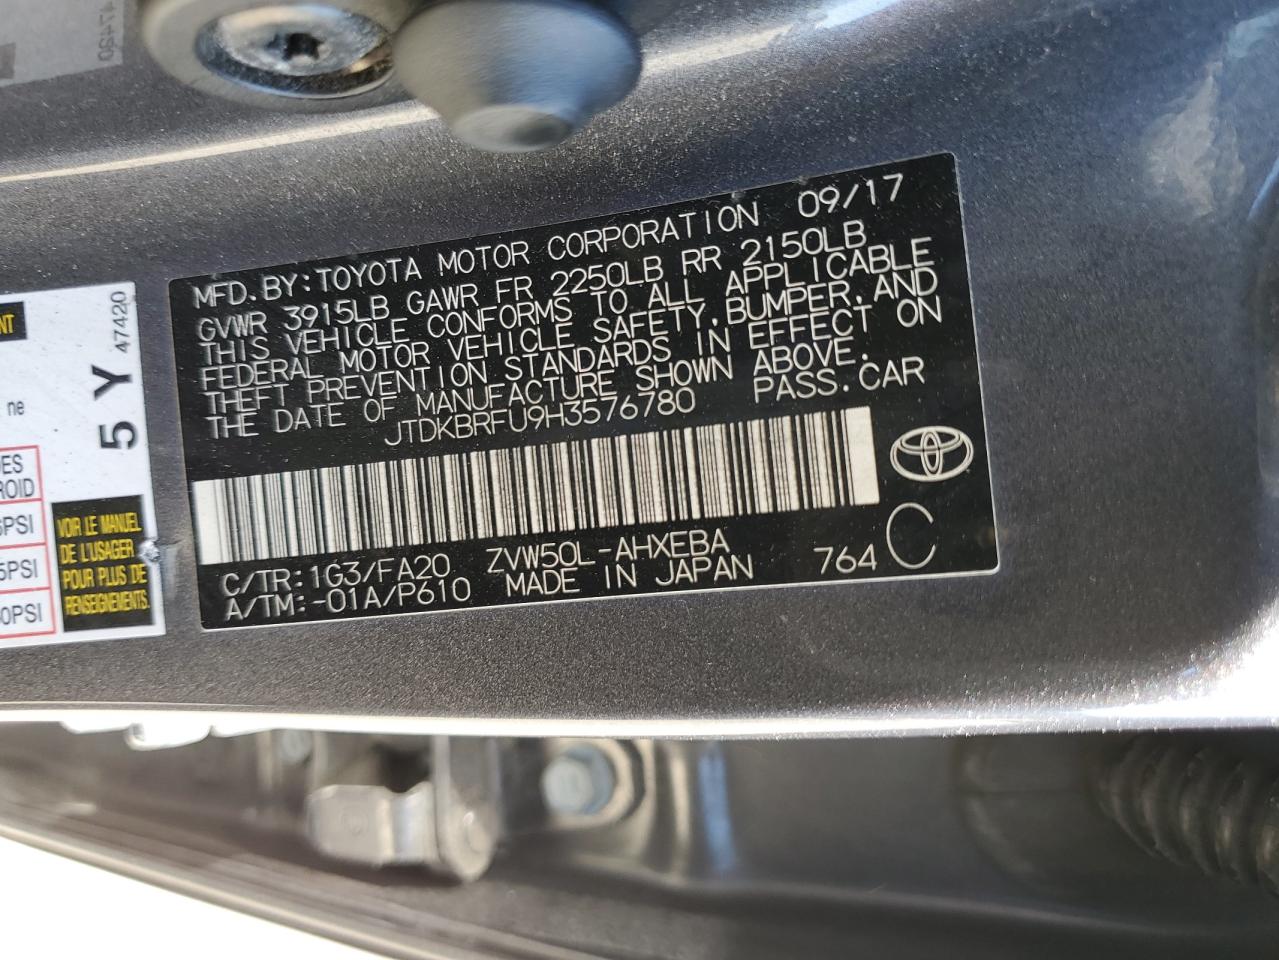 MFD. BY: TOYOTA MOTOR CORPORATION 09/17
GVWR 3915LB GAWR FR 2250LB RR 2150LB
THIS VEHICLE CONFORMS TO ALL APPLICABLE
FEDERAL MOTOR VEHICLE SAFETY, BUMPER, AND
THEFT PREVENTION STANDARDS IN EFFECT ON
THE DATE OF MANUFACTURE SHOWN ABOVE.
JTDKBRFU9H3576780 PASS. CAR
C/TR: 1G3/FA20 ZVW50L-AHXEBA
A/TM: -01A/P610 MADE IN JAPAN 764 C
5 Y 47420
ne
VOIR LE MANUEL
DE L'USAGER
POUR PLUS DE
RENSEIGNEMENTS.